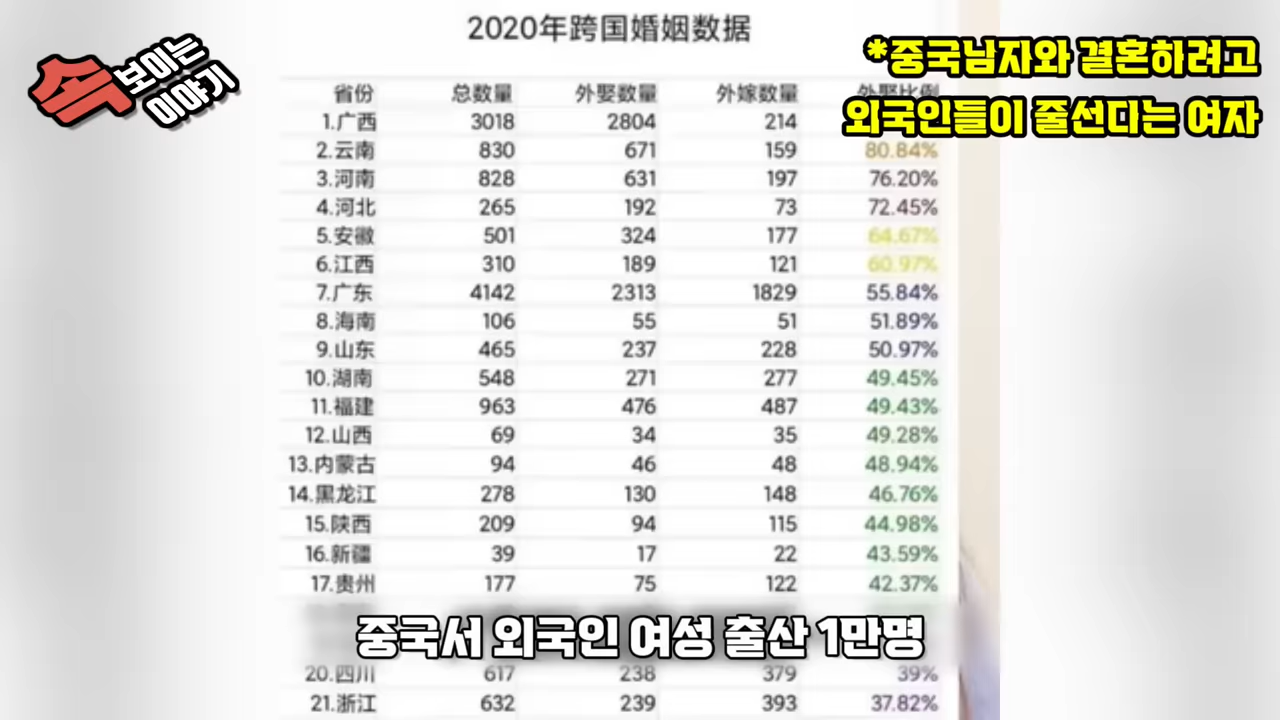 2020年跨国婚姻数据
속
보이는
이야기
*중국남자와 결혼하려고
외국인들이 줄선다는 여자
省份 总数量 外娶数量 外嫁数量 外娶比例
1.广西 3018 2804 214
2.云南 830 671 159 80.84%
3.河南 828 631 197 76.20%
4.河北 265 192 73 72.45%
5.安徽 501 324 177 64.67%
6.江西 310 189 121 60.97%
7.广东 4142 2313 1829 55.84%
8.海南 106 55 51 51.89%
9.山东 465 237 228 50.97%
10.湖南 548 271 277 49.45%
11.福建 963 476 487 49.43%
12.山西 69 34 35 49.28%
13.内蒙古 94 46 48 48.94%
14.黑龙江 278 130 148 46.76%
15.陕西 209 94 115 44.98%
16.新疆 39 17 22 43.59%
17.贵州 177 75 122 42.37%
중국서 외국인 여성 출산 1만명
20.四川 617 238 379 39%
21.浙江 632 239 393 37.82%